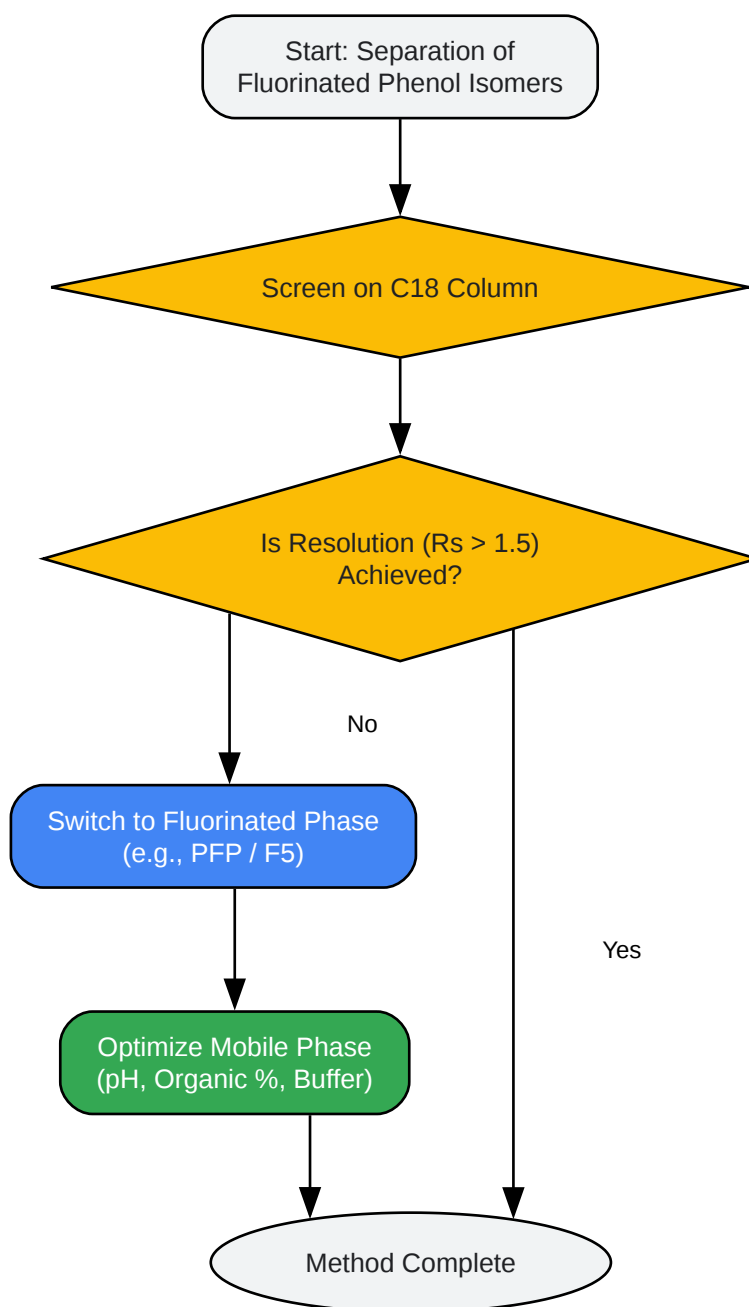 Start: Separation of
Fluorinated Phenol Isomers
Screen on C18 Column
Is Resolution (Rs > 1.5)
Achieved?
No
Switch to Fluorinated Phase
(e.g., PFP / F5)
Yes
Optimize Mobile Phase
(pH, Organic %, Buffer)
Method Complete